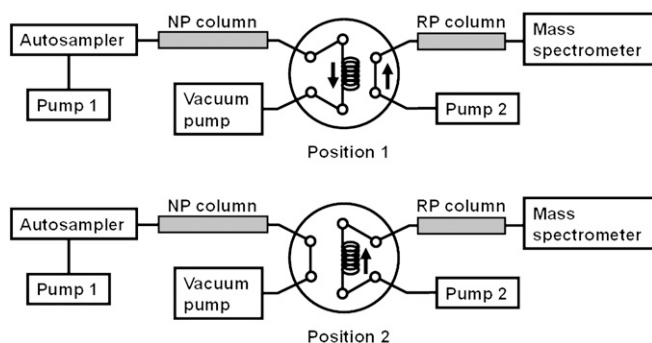 NP column
RP column
Mass
spectrometer
Autosampler
Pump 1
Vacuum
pump
Pump 2
Position 1
NP column
RP column
Mass
spectrometer
Autosampler
Pump 1
Vacuum
pump
Pump 2
Position 2